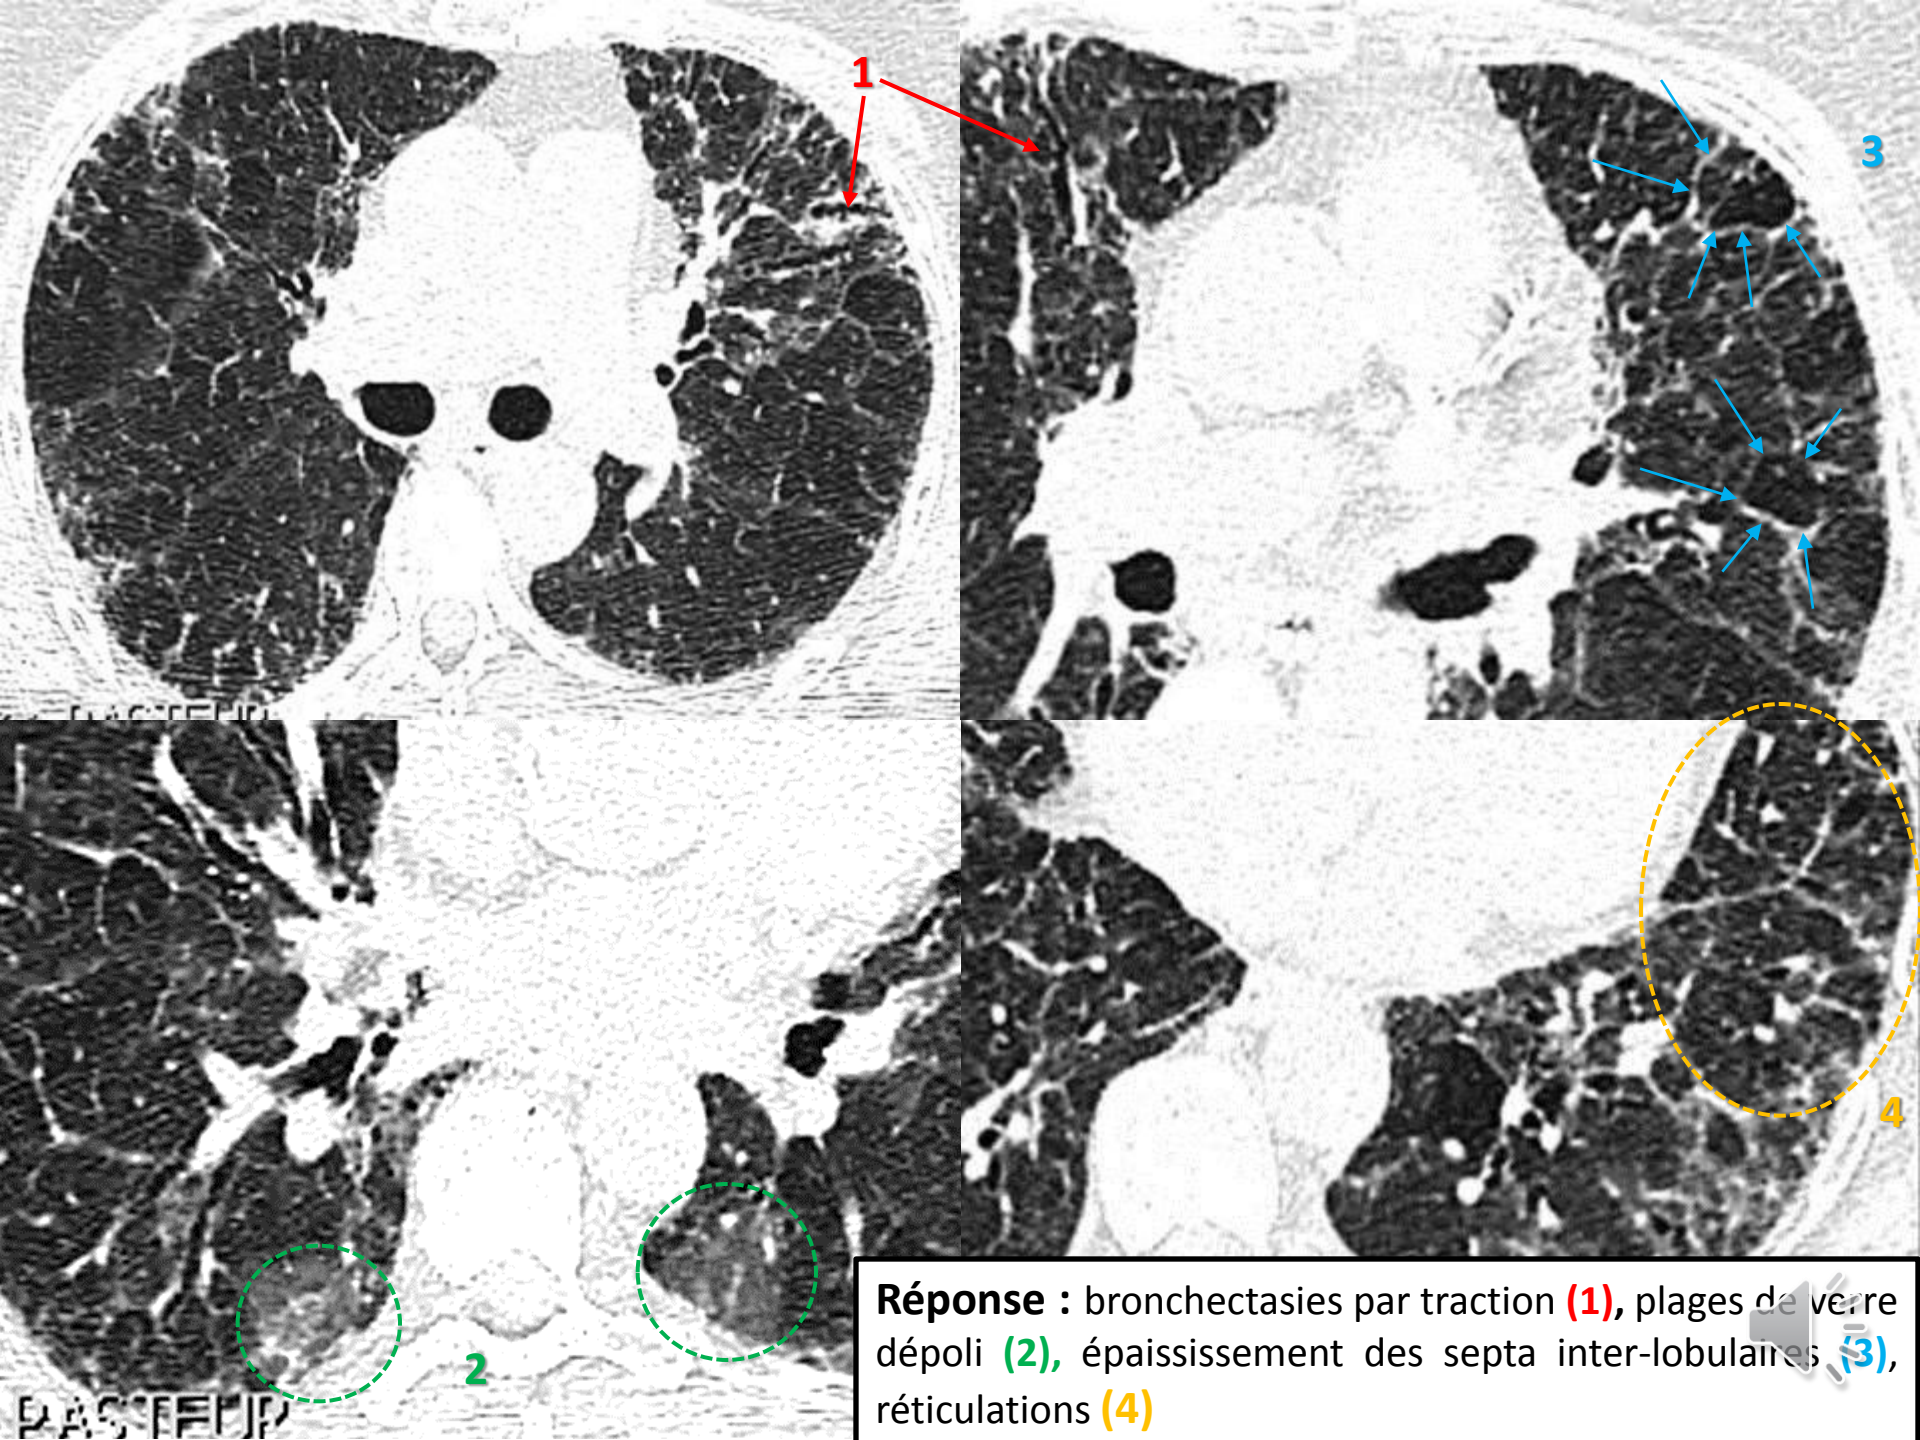 1
3
2
4
PASTEUR
Réponse : bronchectasies par traction (1), plages de verre
dépoli (2), épaississement des septa inter-lobulaires (3),
réticulations (4)